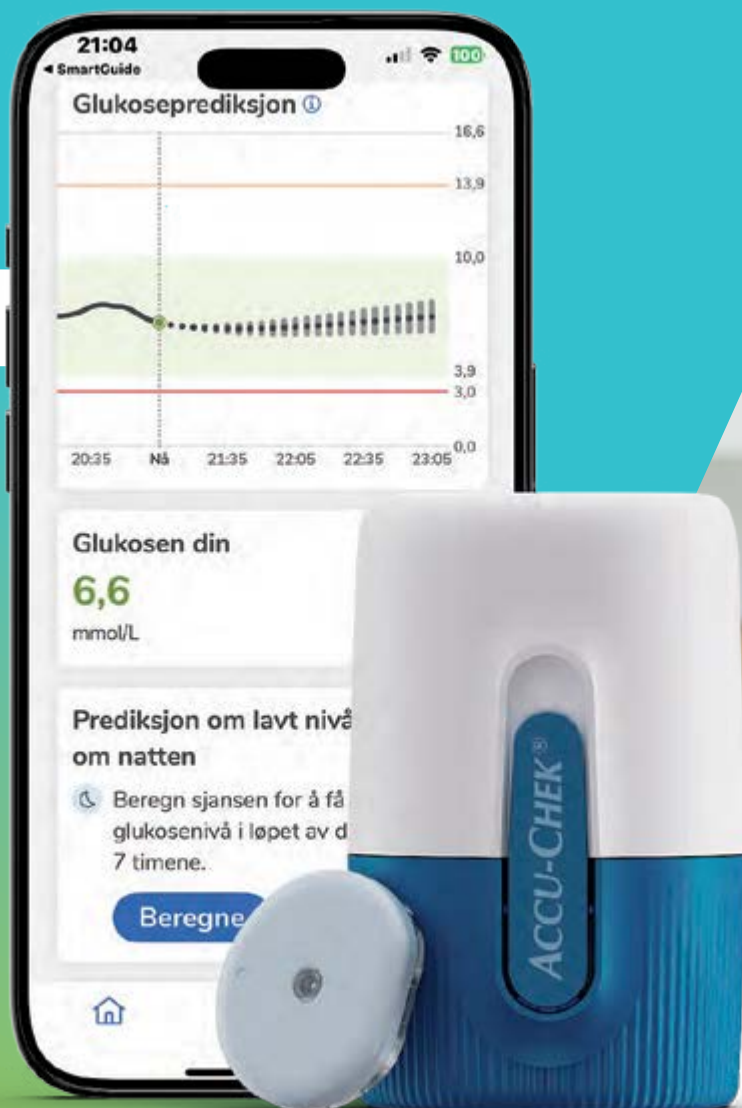 21:04
◀ SmartGuide
100
Glukoseprediksjon
16,6
13,9
10,0
3,9
3,0
0,0
20:35 Nå 21:35 22:05 22:35 23:05
Glukosen din
6,6
mmol/L
Prediksjon om lavt nivå
om natten
Beregn sjansen for å få
glukosenivå i løpet av d
7 timene.
Beregne
ACCU-CHEK®